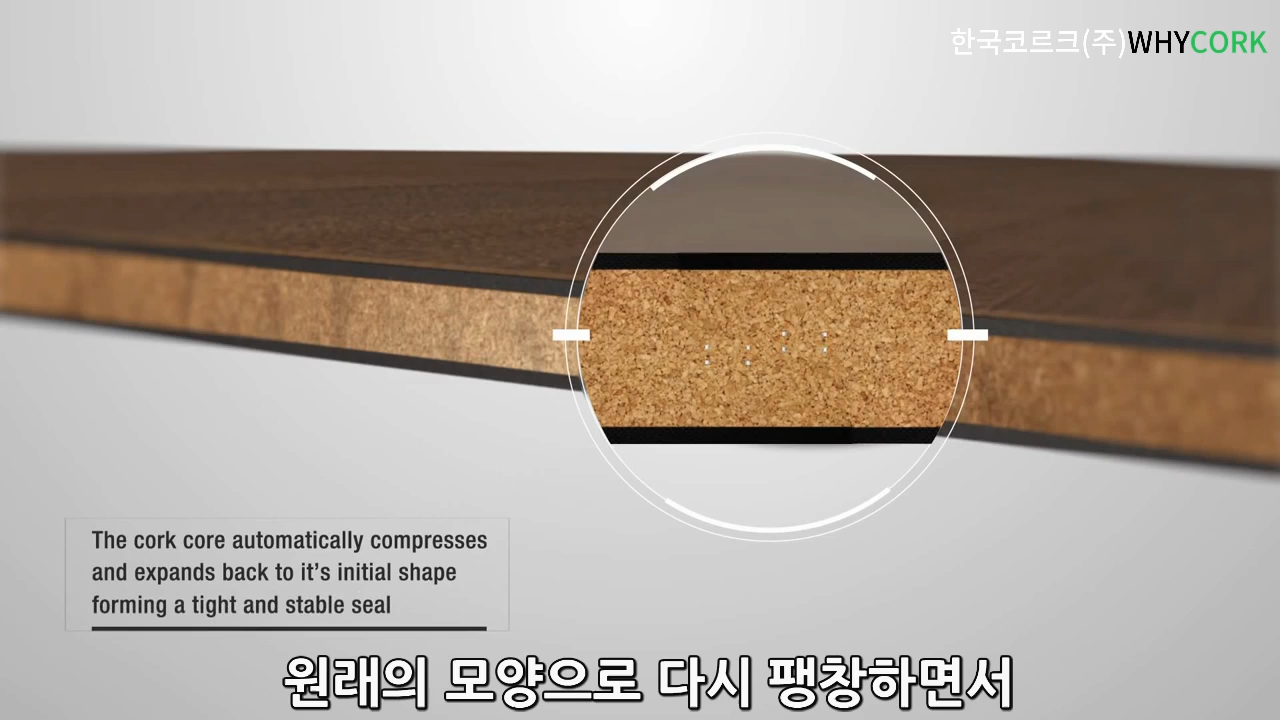 한국코르크(주)WHYCORK
The cork core automatically compresses
and expands back to it's initial shape
forming a tight and stable seal
원래의 모양으로 다시 팽창하면서